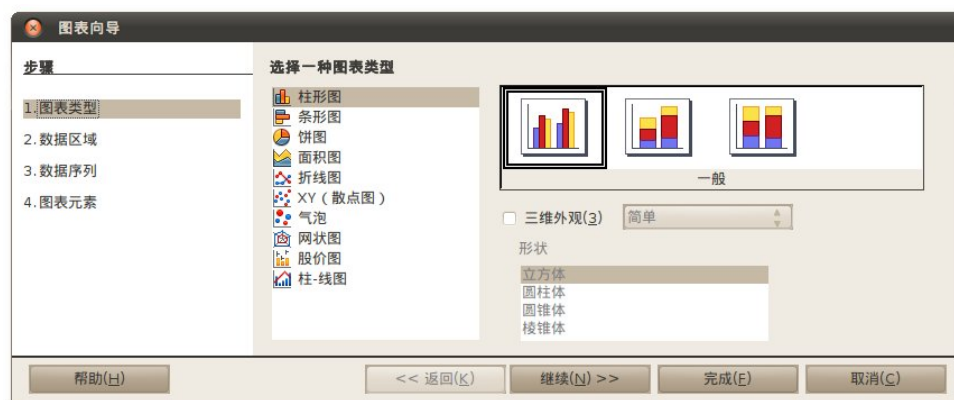 图表向导
步骤
1.图表类型
2.数据区域
3.数据序列
4.图表元素
选择一种图表类型
柱形图
条形图
饼图
面积图
折线图
XY（散点图）
气泡
网状图
股价图
柱-线图
一般
三维外观(3)
简单
形状
立方体
圆柱体
圆锥体
棱锥体
帮助(H)
<< 返回(K)
继续(N) >>
完成(F)
取消(C)